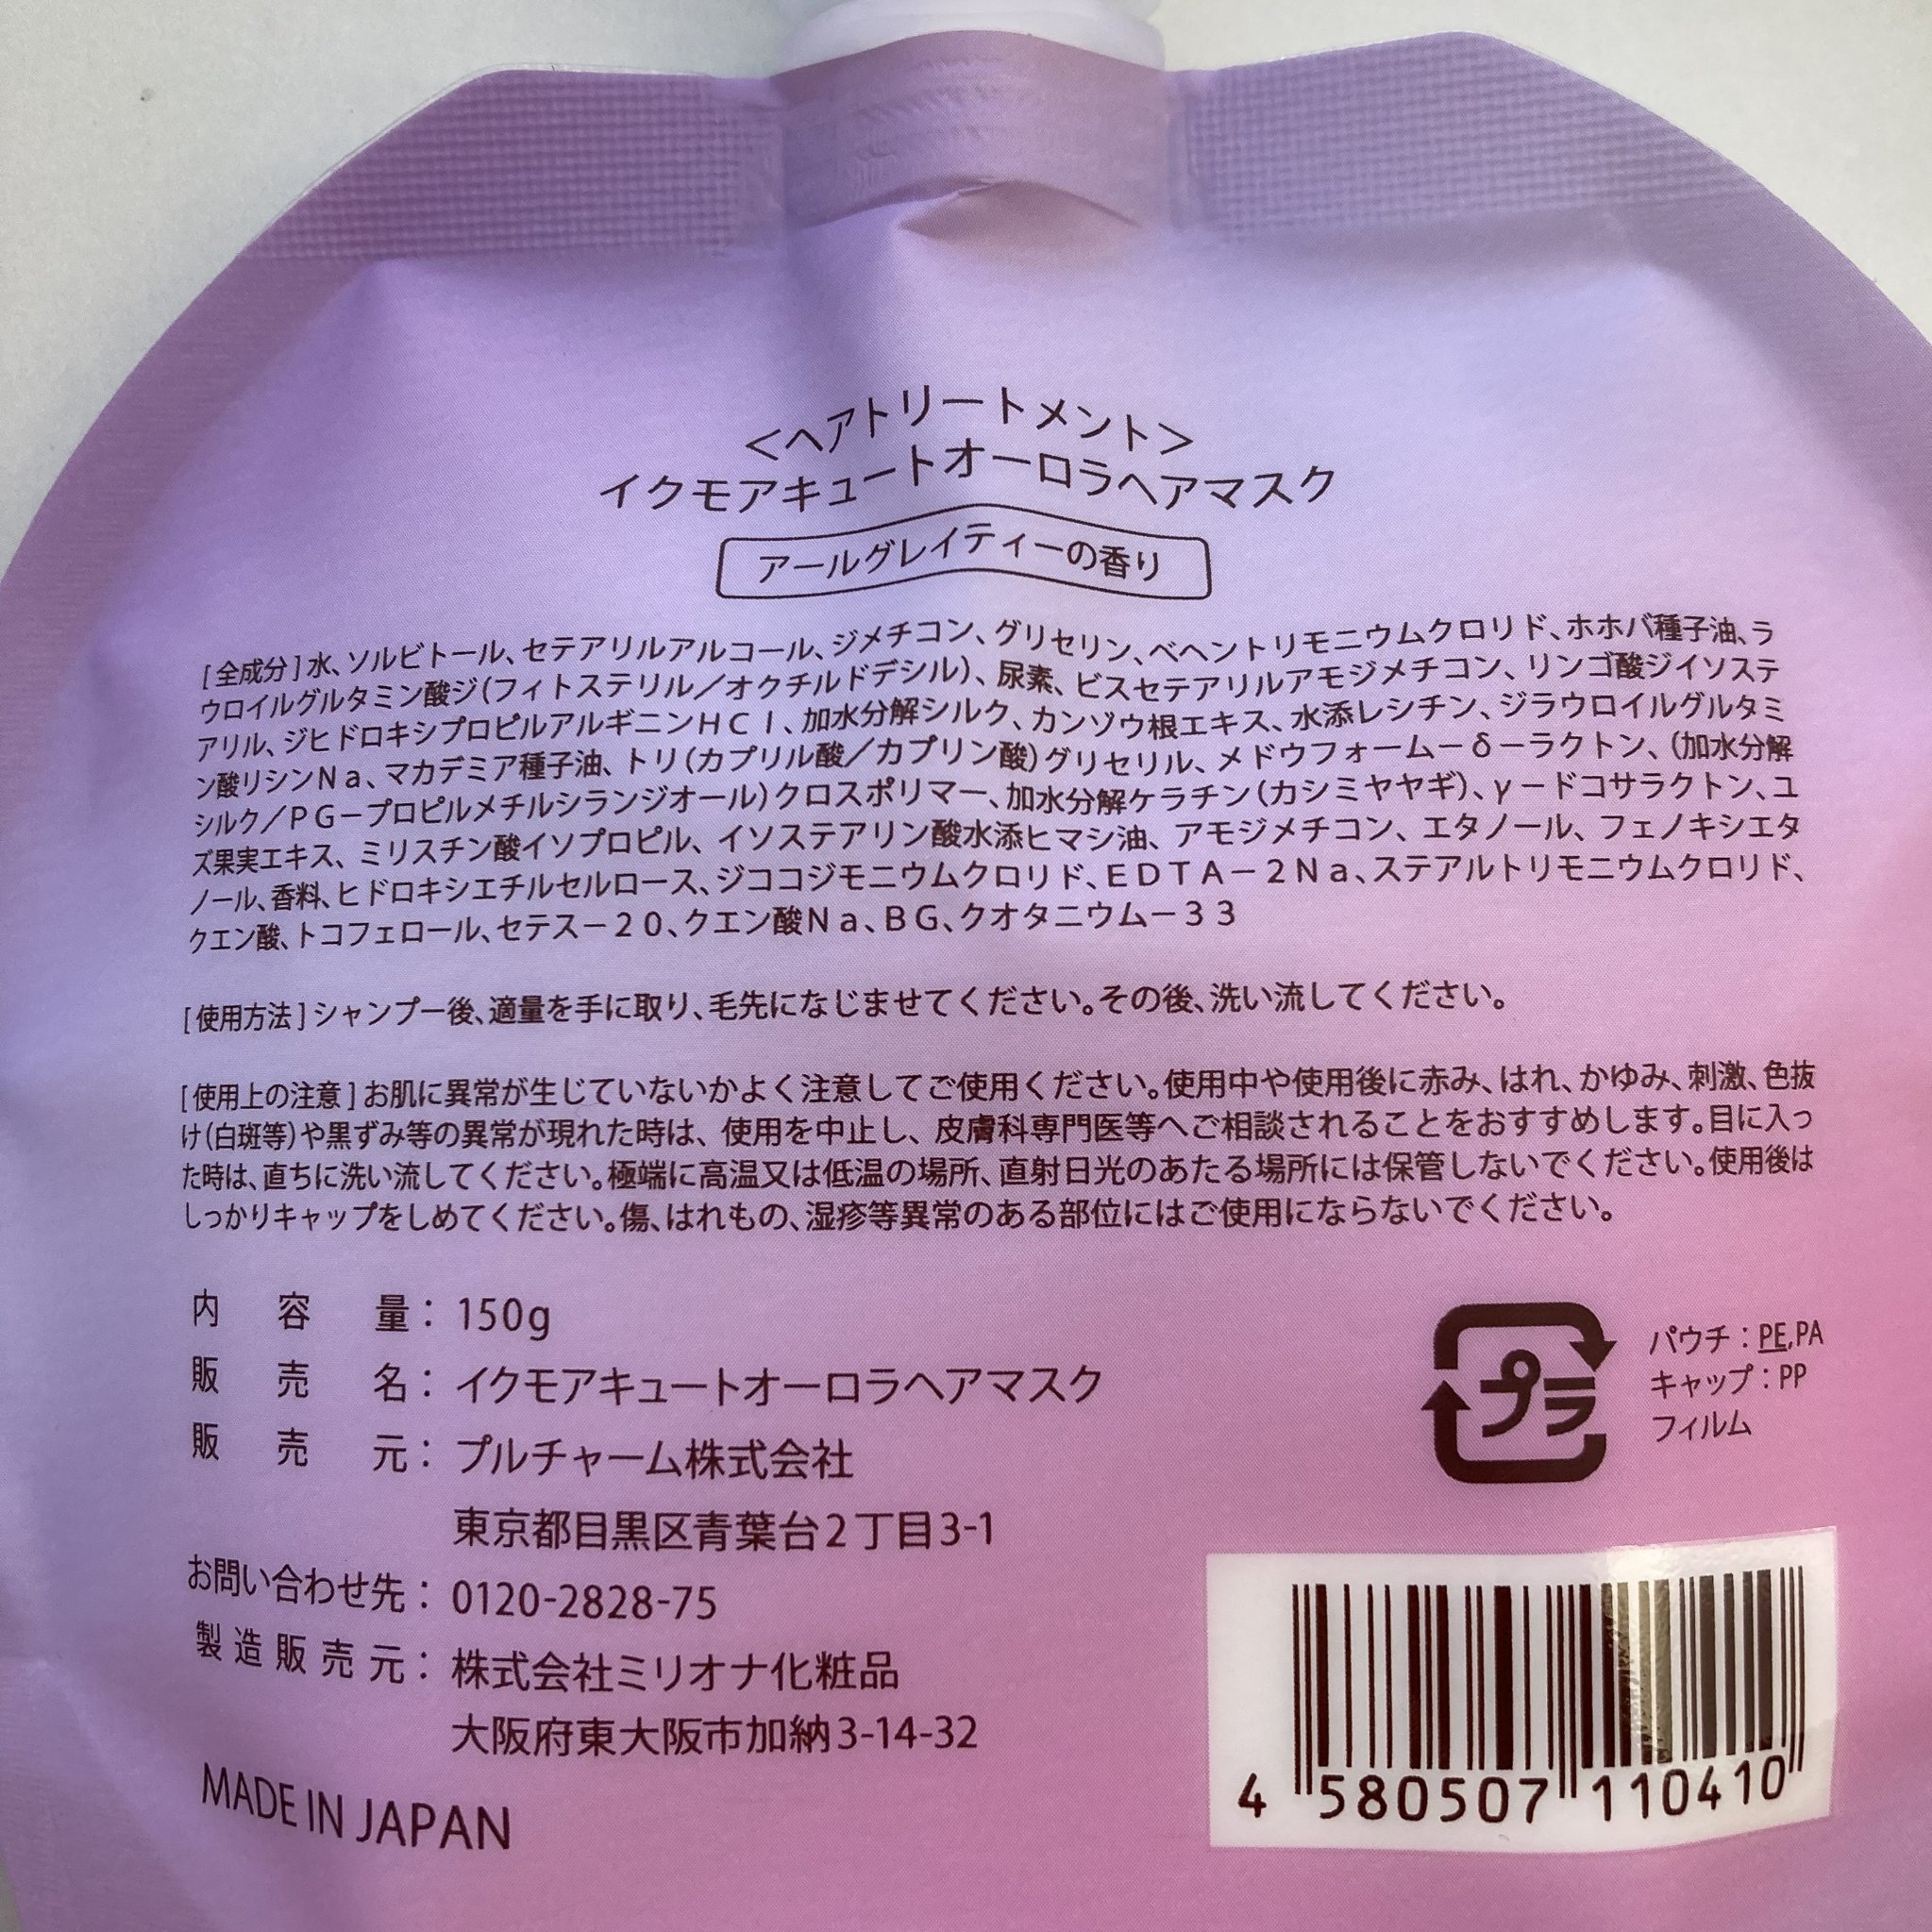 ＜ヘアトリートメント＞
イクモアキュートオーロラヘアマスク
アールグレイティーの香り
[全成分]水、ソルビトール、セテアリルアルコール、ジメチコン、グリセリン、ベヘントリモニウムクロリド、ホホバ種子油、ラ
ウロイルグルタミン酸ジ(フィトステリル／オクチルドデシル)、尿素、ビスセテアリルアモジメチコン、リンゴ酸ジイソステ
アリル、ジヒドロキシプロピルアルギニンＨＣｌ、加水分解シルク、カンゾウ根エキス、水添レシチン、ジラウロイルグルタミ
ン酸リシンＮａ、マカデミア種子油、トリ(カプリル酸／カプリン酸)グリセリル、メドウフォーム－δ－ラクトン、(加水分解
シルク／ＰＧ－プロピルメチルシランジオール)クロスポリマー、加水分解ケラチン(カシミヤヤギ)、γ－ドコサラクトン、ユ
ズ果実エキス、ミリスチン酸イソプロピル、イソステアリン酸水添ヒマシ油、アモジメチコン、エタノール、フェノキシエタ
ノール、香料、ヒドロキシエチルセルロース、ジココジモニウムクロリド、ＥＤＴＡ－２Ｎａ、ステアルトリモニウムクロリド、
クエン酸、トコフェロール、セテス－２０、クエン酸Ｎａ、ＢＧ、クオタニウム－３３
[使用方法]シャンプー後、適量を手に取り、毛先になじませてください。その後、洗い流してください。
[使用上の注意]お肌に異常が生じていないかよく注意してご使用ください。使用中や使用後に赤み、はれ、かゆみ、刺激、色抜
け(白斑等)や黒ずみ等の異常が現れた時は、使用を中止し、皮膚科専門医等へご相談されることをおすすめします。目に入っ
た時は、直ちに洗い流してください。極端に高温又は低温の場所、直射日光のあたる場所には保管しないでください。使用後は
しっかりキャップをしめてください。傷、はれもの、湿疹等異常のある部位にはご使用にならないでください。
内容量：150g
販売名：イクモアキュートオーロラヘアマスク
販売元：プルチャーム株式会社
東京都目黒区青葉台2丁目3-1
お問い合わせ先：0120-2828-75
製造販売元：株式会社ミリオナ化粧品
大阪府東大阪市加納3-14-32
MADE IN JAPAN
プラ
パウチ：PE,PA
キャップ：PP
フィルム
4 580507 110410